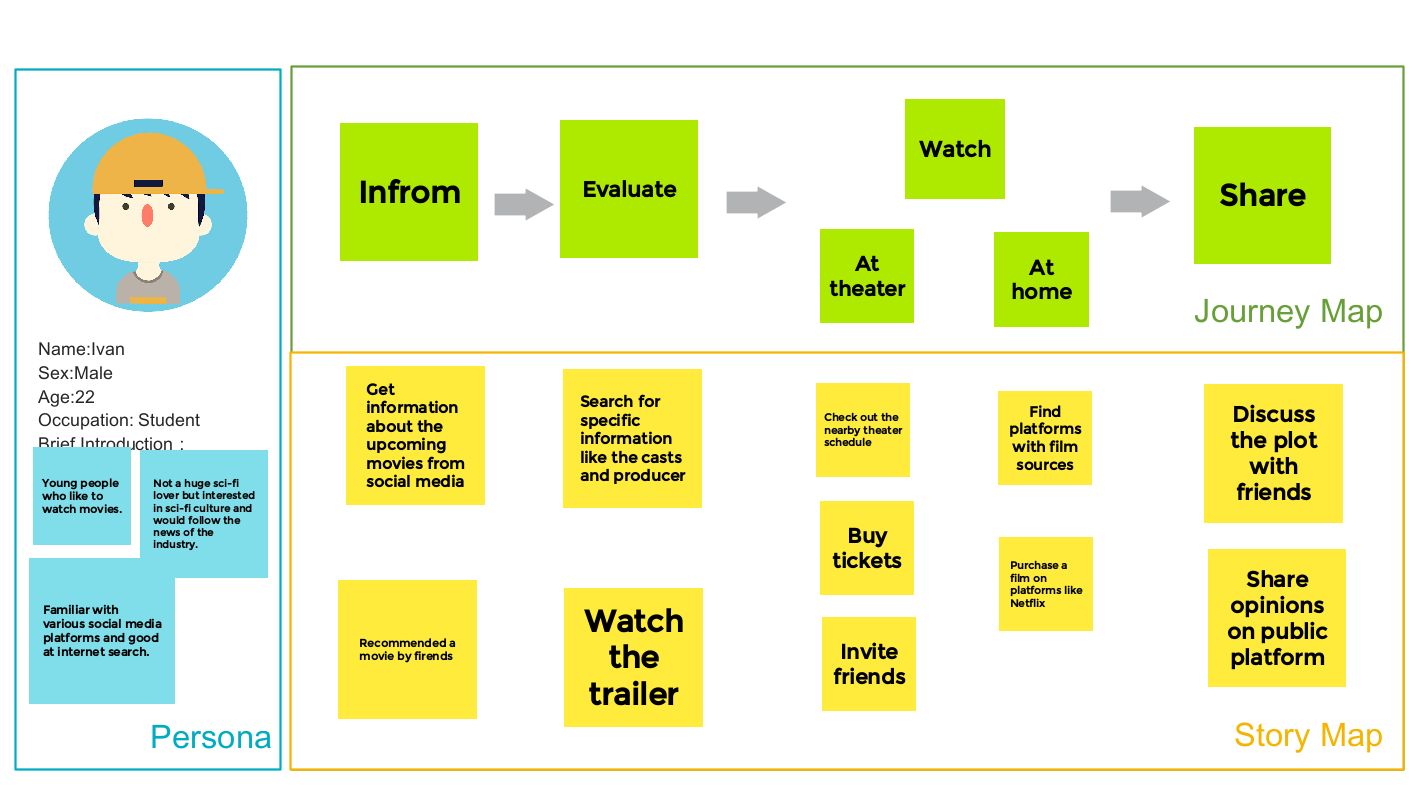 Name:Ivan
Sex:Male
Age:22
Occupation: Student
Brief Introduction：
Young people
who like to
watch movies.
Not a huge sci-fi
lover but interested
in sci-fi culture and
would follow the
news of the
industry.
Familiar with
various social media
platforms and good
at internet search.
Persona
Infrom
Evaluate
Watch
At
theater
At
home
Share
Journey Map
Get
information
about the
upcoming
movies from
social media
Recommended a
movie by firends
Search for
specific
information
like the casts
and producer
Watch
the
trailer
Check out the
nearby theater
schedule
Buy
tickets
Invite
friends
Find
platforms
with film
sources
Purchase a
film on
platforms like
Netflix
Discuss
the plot
with
friends
Share
opinions
on public
platform
Story Map